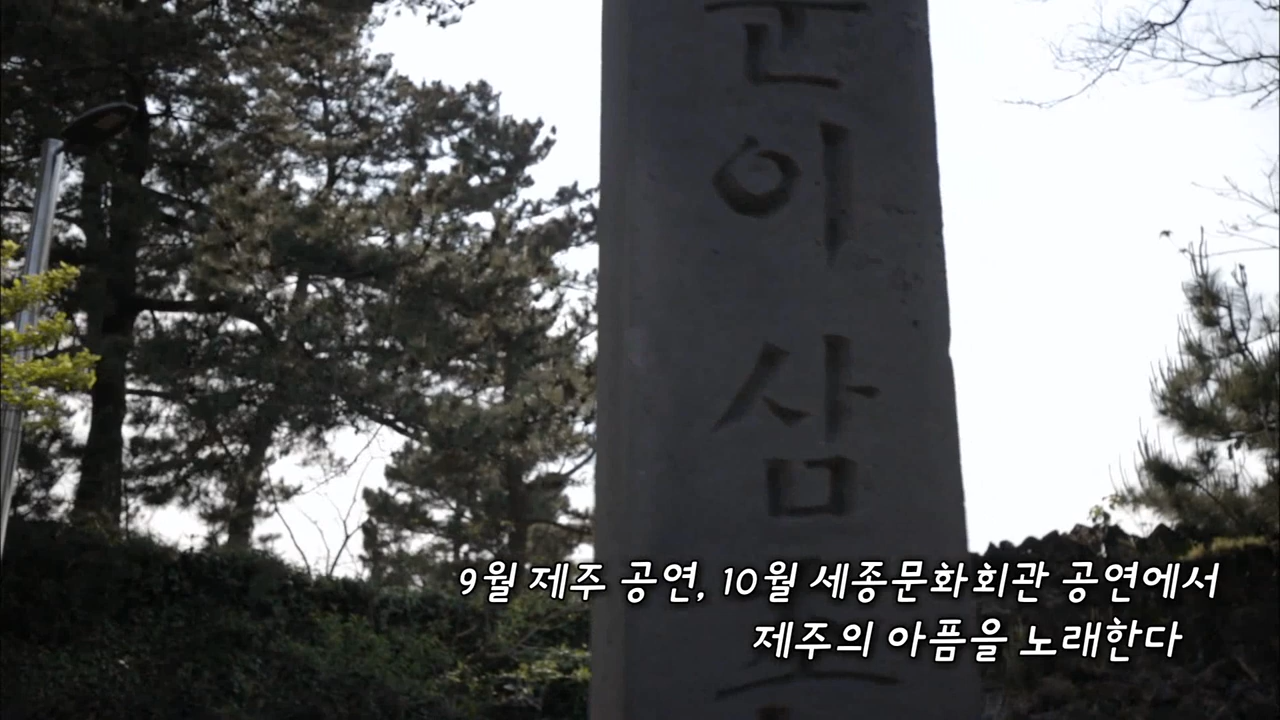 이삼
9월 제주 공연, 10월 세종문화회관 공연에서
제주의 아픔을 노래한다